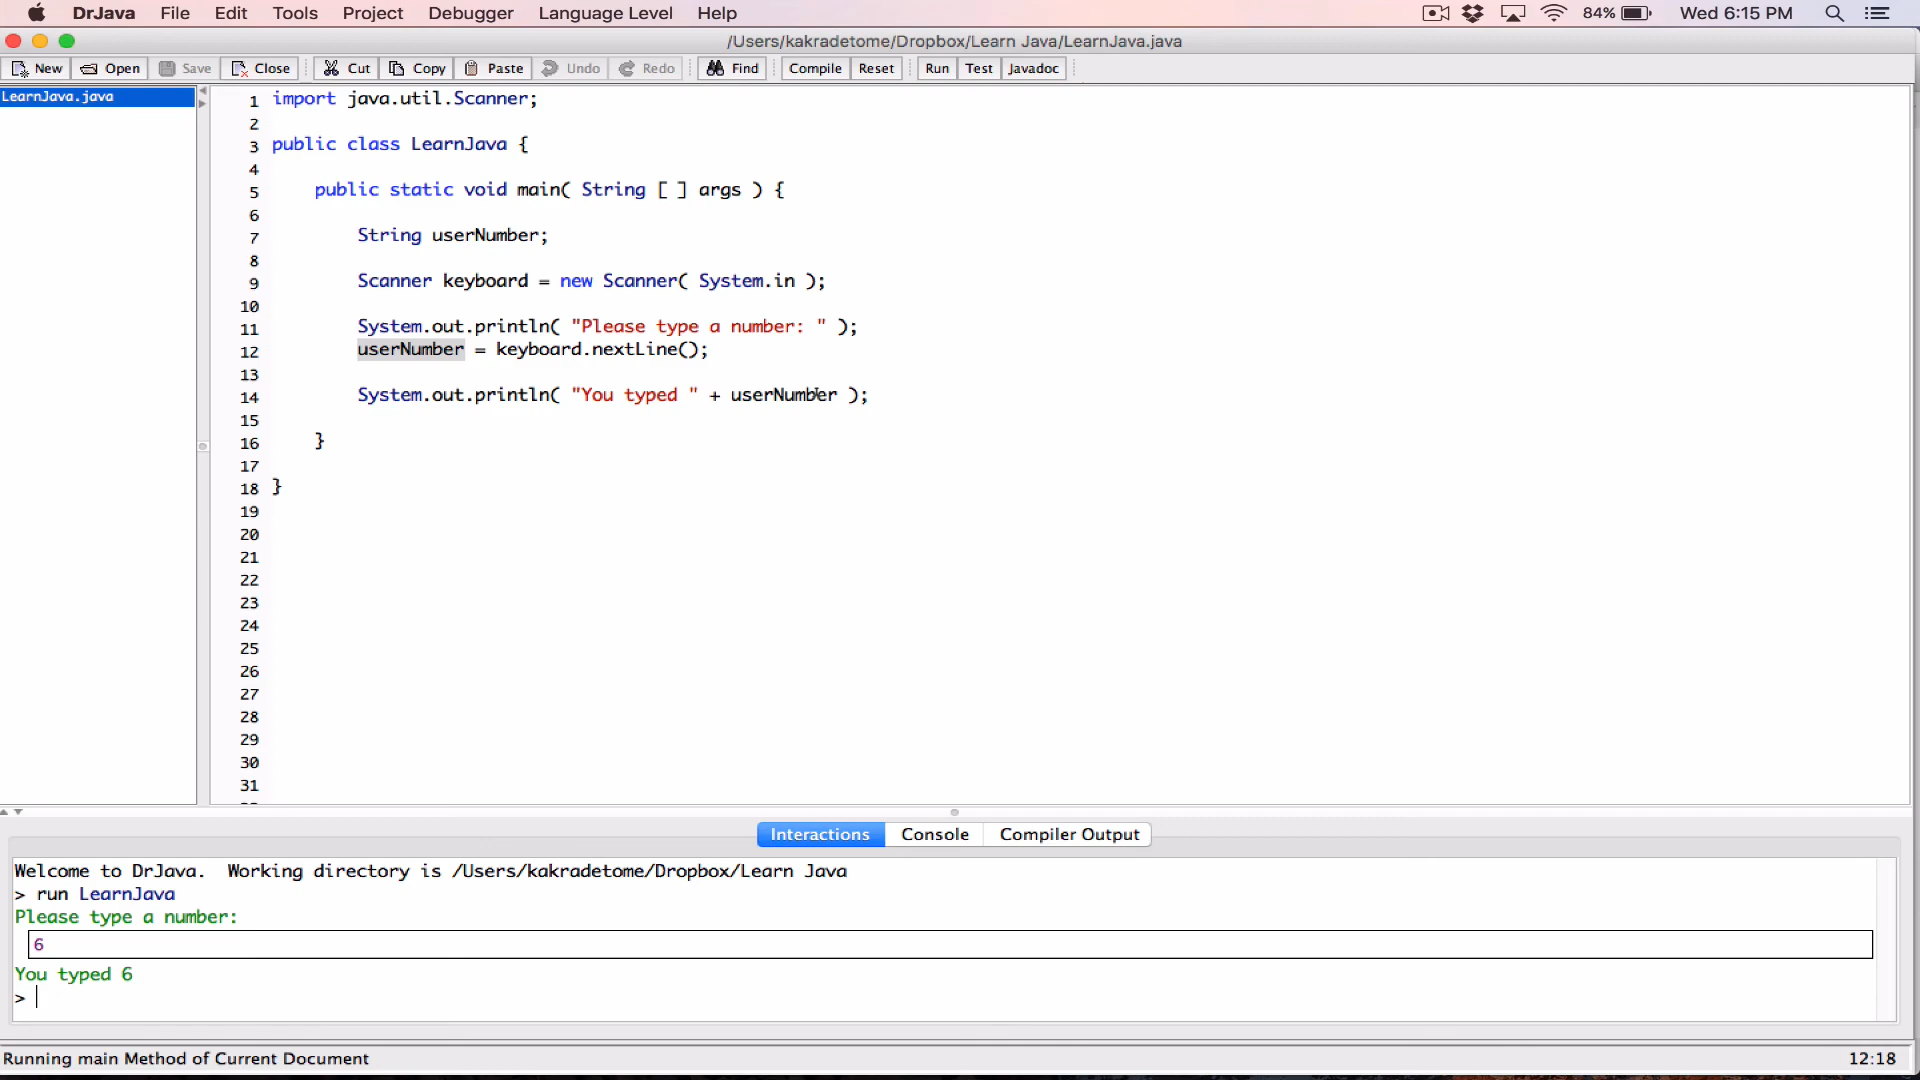 DrJava File Edit Tools Project Debugger Language Level Help 84% Wed 6:15 PM
/Users/kakradetome/Dropbox/Learn Java/LearnJava.java
New Open Save Close Cut Copy Paste Undo Redo Find Compile Reset Run Test Javadoc
LearnJava.java
1 import java.util.Scanner;
2
3 public class LearnJava {
4
5 public static void main( String [ ] args ) {
6
7 String userNumber;
8
9 Scanner keyboard = new Scanner( System.in );
10
11 System.out.println( "Please type a number: " );
12 userNumber = keyboard.nextLine();
13
14 System.out.println( "You typed " + userNumber );
15
16 }
17
18 }
19
20
21
22
23
24
25
26
27
28
29
30
31
Interactions Console Compiler Output
Welcome to DrJava. Working directory is /Users/kakradetome/Dropbox/Learn Java
> run LearnJava
Please type a number:
6
You typed 6
>
Running main Method of Current Document 12:18